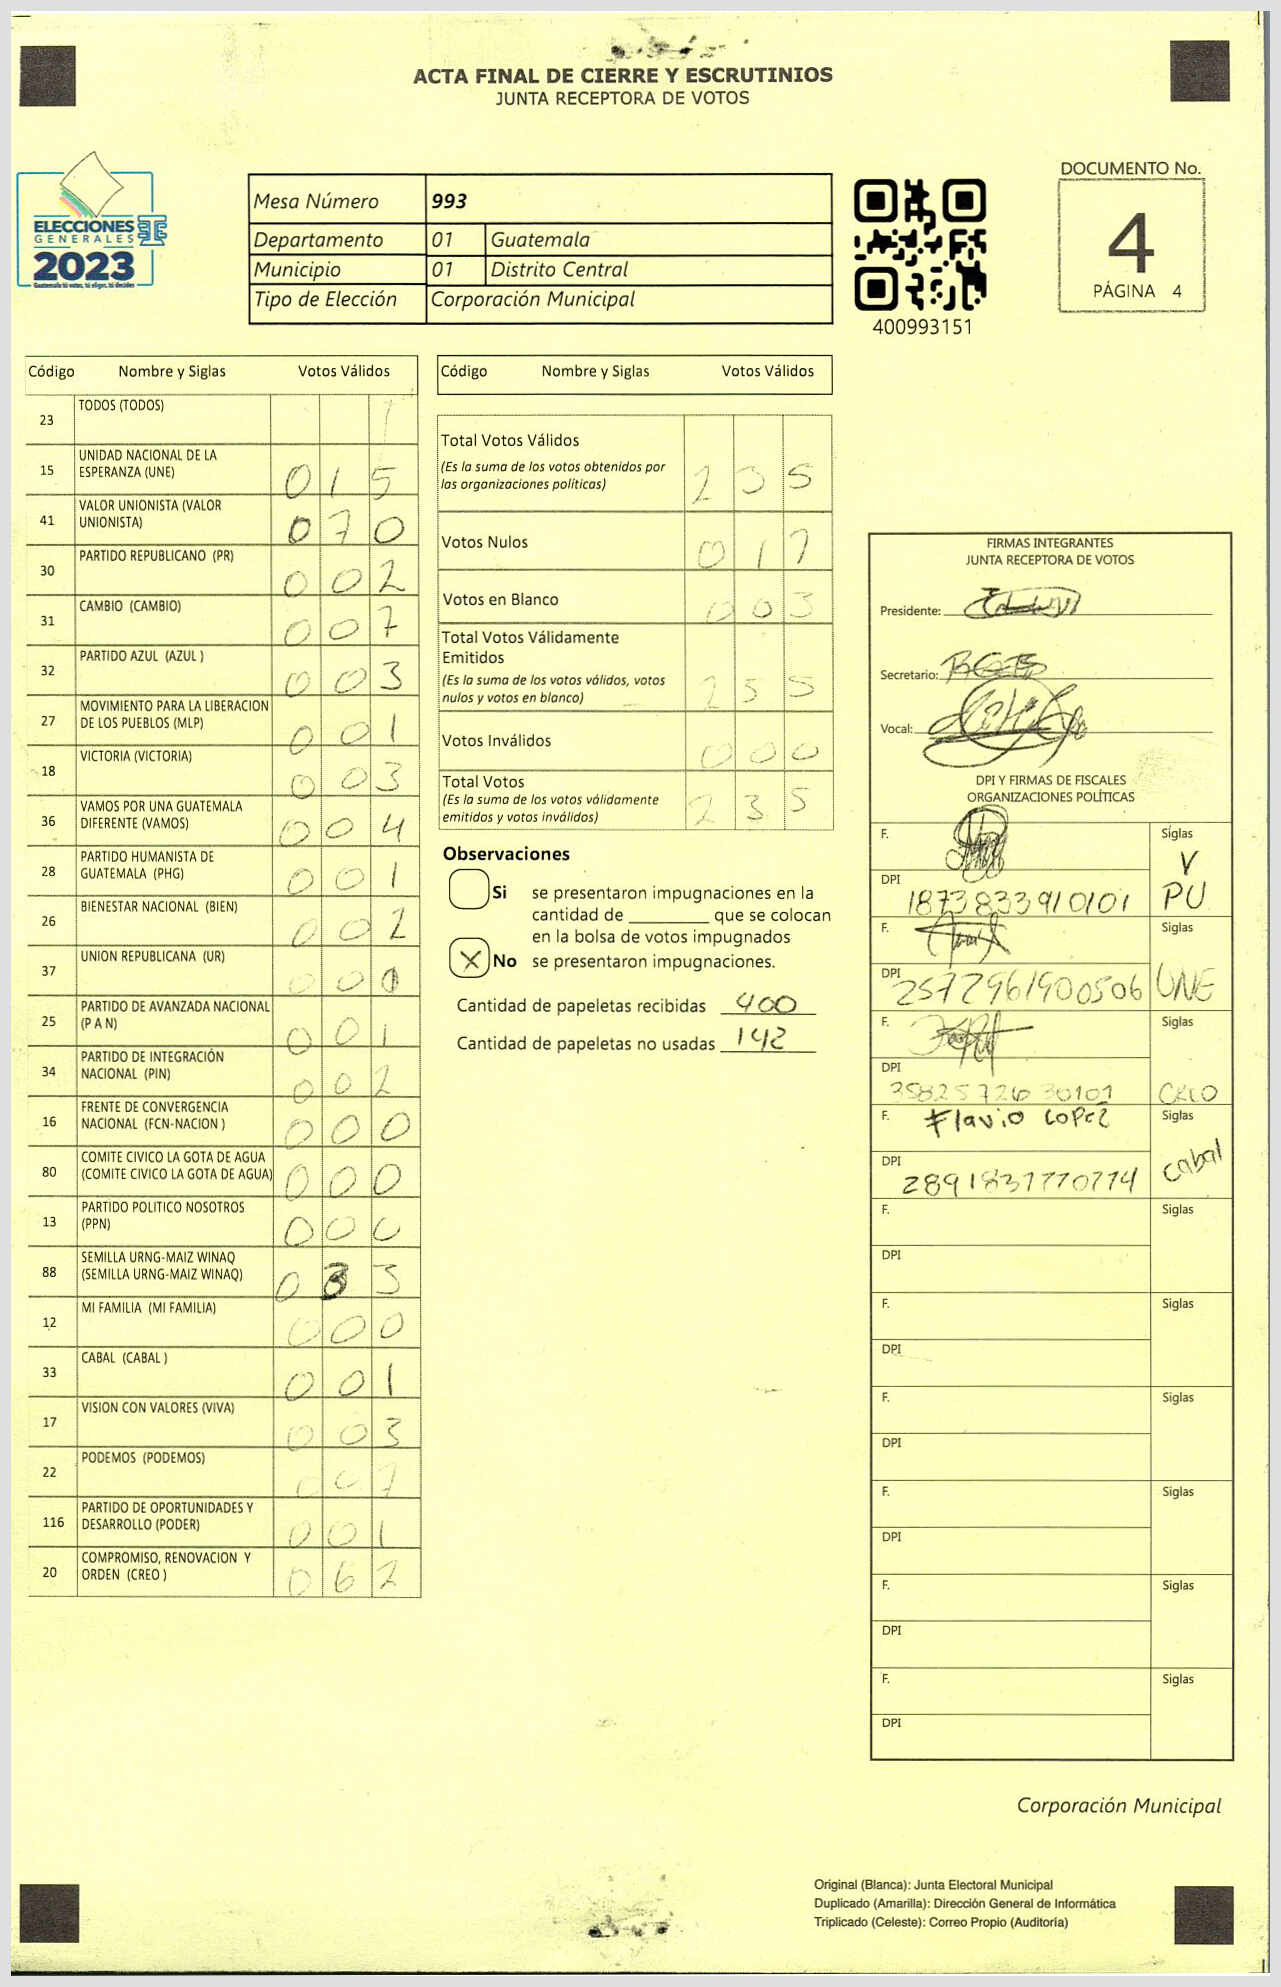 ACTA FINAL DE CIERRE Y ESCRUTINIOS
JUNTA RECEPTORA DE VOTOS
ELECCIONES
GENERALES
2023
Guatemala tú votas, tú eliges, tú decides
Mesa Número 993
Departamento 01 Guatemala
Municipio 01 Distrito Central
Tipo de Elección Corporación Municipal
400993151
DOCUMENTO No.
4
PÁGINA 4
Código Nombre y Siglas Votos Válidos
23 TODOS (TODOS) 1
15 UNIDAD NACIONAL DE LA
ESPERANZA (UNE) 0 1 5
41 VALOR UNIONISTA (VALOR
UNIONISTA) 0 7 0
30 PARTIDO REPUBLICANO (PR) 0 0 2
31 CAMBIO (CAMBIO) 0 0 7
32 PARTIDO AZUL (AZUL ) 0 0 3
27 MOVIMIENTO PARA LA LIBERACION
DE LOS PUEBLOS (MLP) 0 0 1
18 VICTORIA (VICTORIA) 0 0 3
36 VAMOS POR UNA GUATEMALA
DIFERENTE (VAMOS) 0 0 4
28 PARTIDO HUMANISTA DE
GUATEMALA (PHG) 0 0 1
26 BIENESTAR NACIONAL (BIEN) 0 0 2
37 UNION REPUBLICANA (UR) 0 0
25 PARTIDO DE AVANZADA NACIONAL
(P A N) 0 0 1
34 PARTIDO DE INTEGRACIÓN
NACIONAL (PIN) 0 0 2
16 FRENTE DE CONVERGENCIA
NACIONAL (FCN-NACION ) 0 0 0
80 COMITE CIVICO LA GOTA DE AGUA
(COMITE CIVICO LA GOTA DE AGUA) 0 0 0
13 PARTIDO POLITICO NOSOTROS
(PPN) 0 0 0
88 SEMILLA URNG-MAIZ WINAQ
(SEMILLA URNG-MAIZ WINAQ) 0 3 3
12 MI FAMILIA (MI FAMILIA) 0 0 0
33 CABAL (CABAL ) 0 0 1
17 VISION CON VALORES (VIVA) 0 0 3
22 PODEMOS (PODEMOS) 0 0 7
116 PARTIDO DE OPORTUNIDADES Y
DESARROLLO (PODER) 0 0 1
20 COMPROMISO, RENOVACION Y
ORDEN (CREO ) 0 6 2
Código Nombre y Siglas Votos Válidos
Total Votos Válidos
(Es la suma de los votos obtenidos por
las organizaciones políticas) 2 3 5
Votos Nulos 0 1 7
Votos en Blanco 0 0 3
Total Votos Válidamente
Emitidos
(Es la suma de los votos válidos, votos
nulos y votos en blanco) 2 5 5
Votos Inválidos 0 0 0
Total Votos
(Es la suma de los votos válidamente
emitidos y votos inválidos) 2 3 5
Observaciones
Si se presentaron impugnaciones en la
cantidad de ________ que se colocan
en la bolsa de votos impugnados
X No se presentaron impugnaciones.
Cantidad de papeletas recibidas 400
Cantidad de papeletas no usadas 142
FIRMAS INTEGRANTES
JUNTA RECEPTORA DE VOTOS
Presidente:
Secretario:
Vocal:
DPI Y FIRMAS DE FISCALES
ORGANIZACIONES POLÍTICAS
F. Siglas
V
DPI 1873833910101 PU
F. Siglas
DPI 2572961900506 UNE
F. Siglas
DPI 3582572630101 CREO
F. Flavio Lopez Siglas
DPI 2891831770774 cabal
F. Siglas
DPI
F. Siglas
DPI
F. Siglas
DPI
F. Siglas
DPI
F. Siglas
DPI
F. Siglas
DPI
Corporación Municipal
Original (Blanca): Junta Electoral Municipal
Duplicado (Amarilla): Dirección General de Informática
Triplicado (Celeste): Correo Propio (Auditoría)